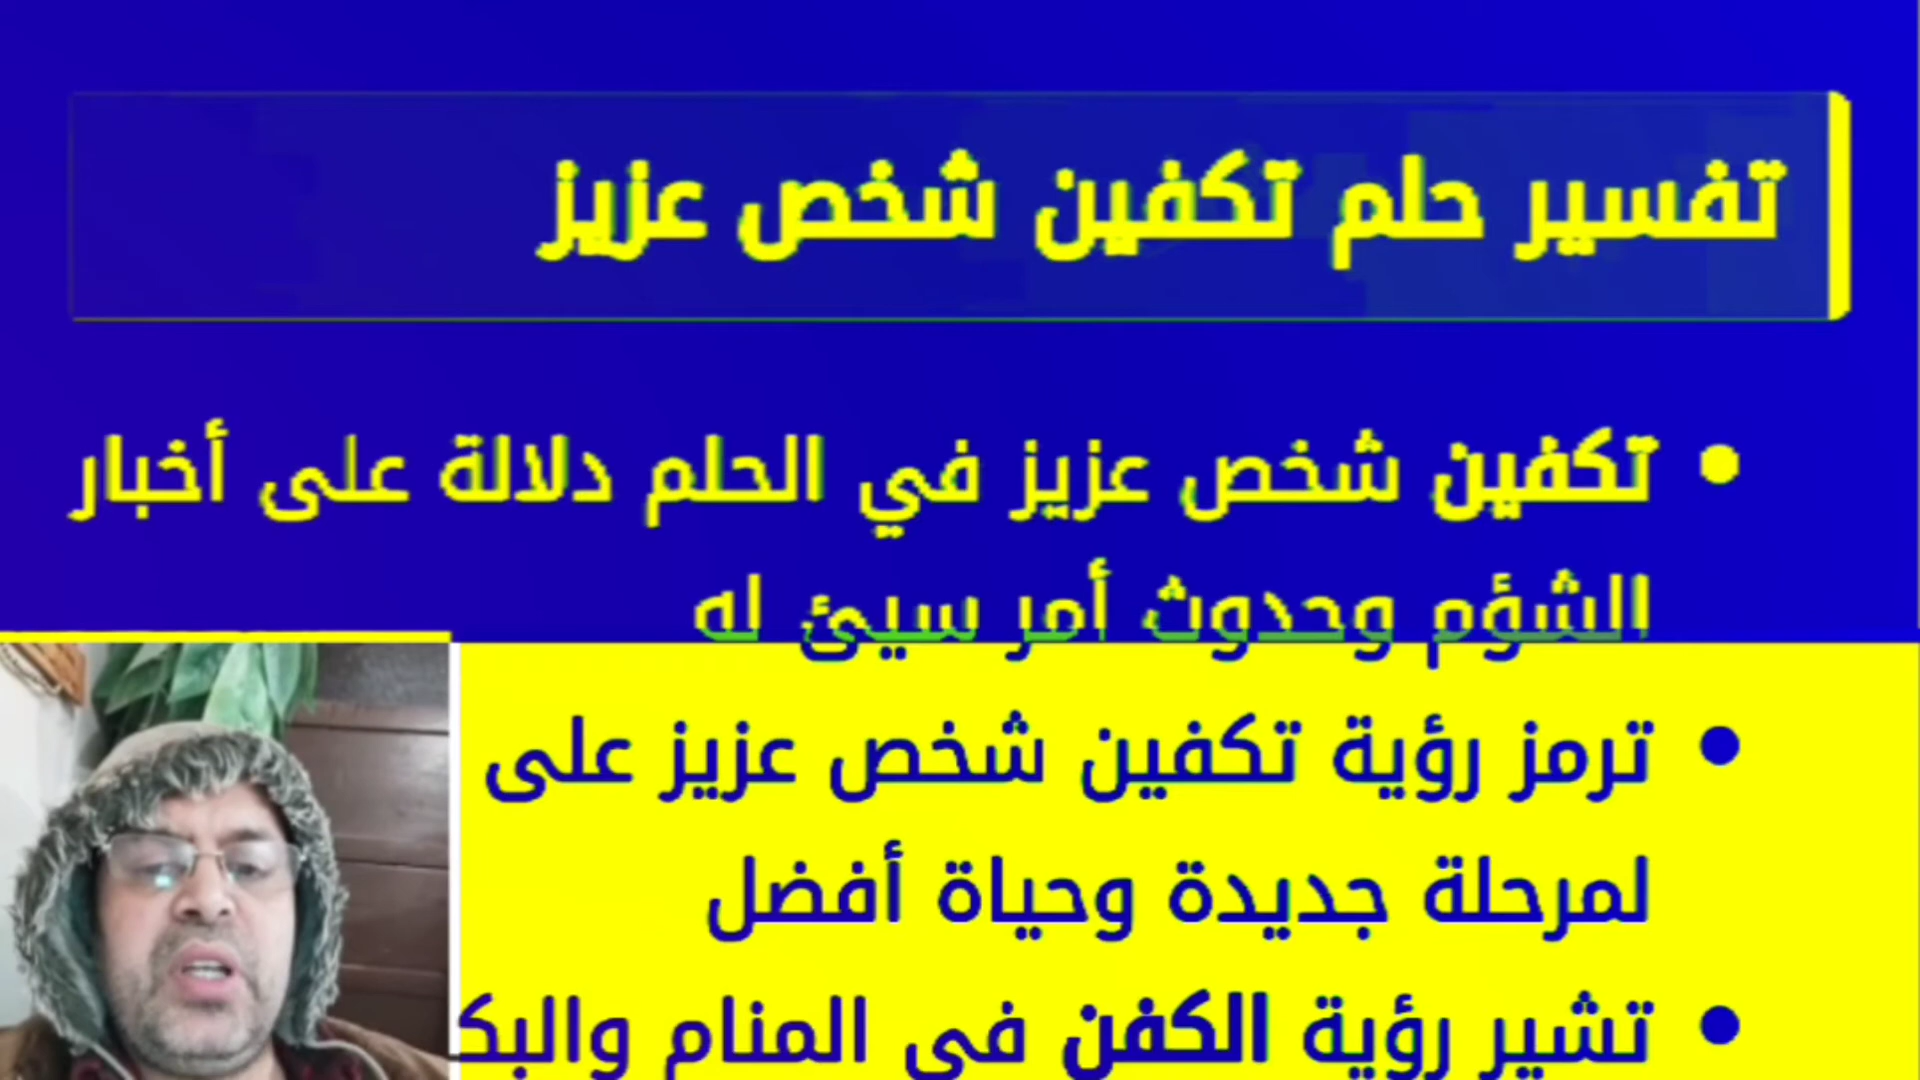 تفسير حلم تكفين شخص عزيز
• تكفين شخص عزيز في الحلم دلالة على أخبار
الشؤم وحدوث أمر سيئ له
• ترمز رؤية تكفين شخص عزيز على
لمرحلة جديدة وحياة أفضل
• تشير رؤية الكفن في المنام